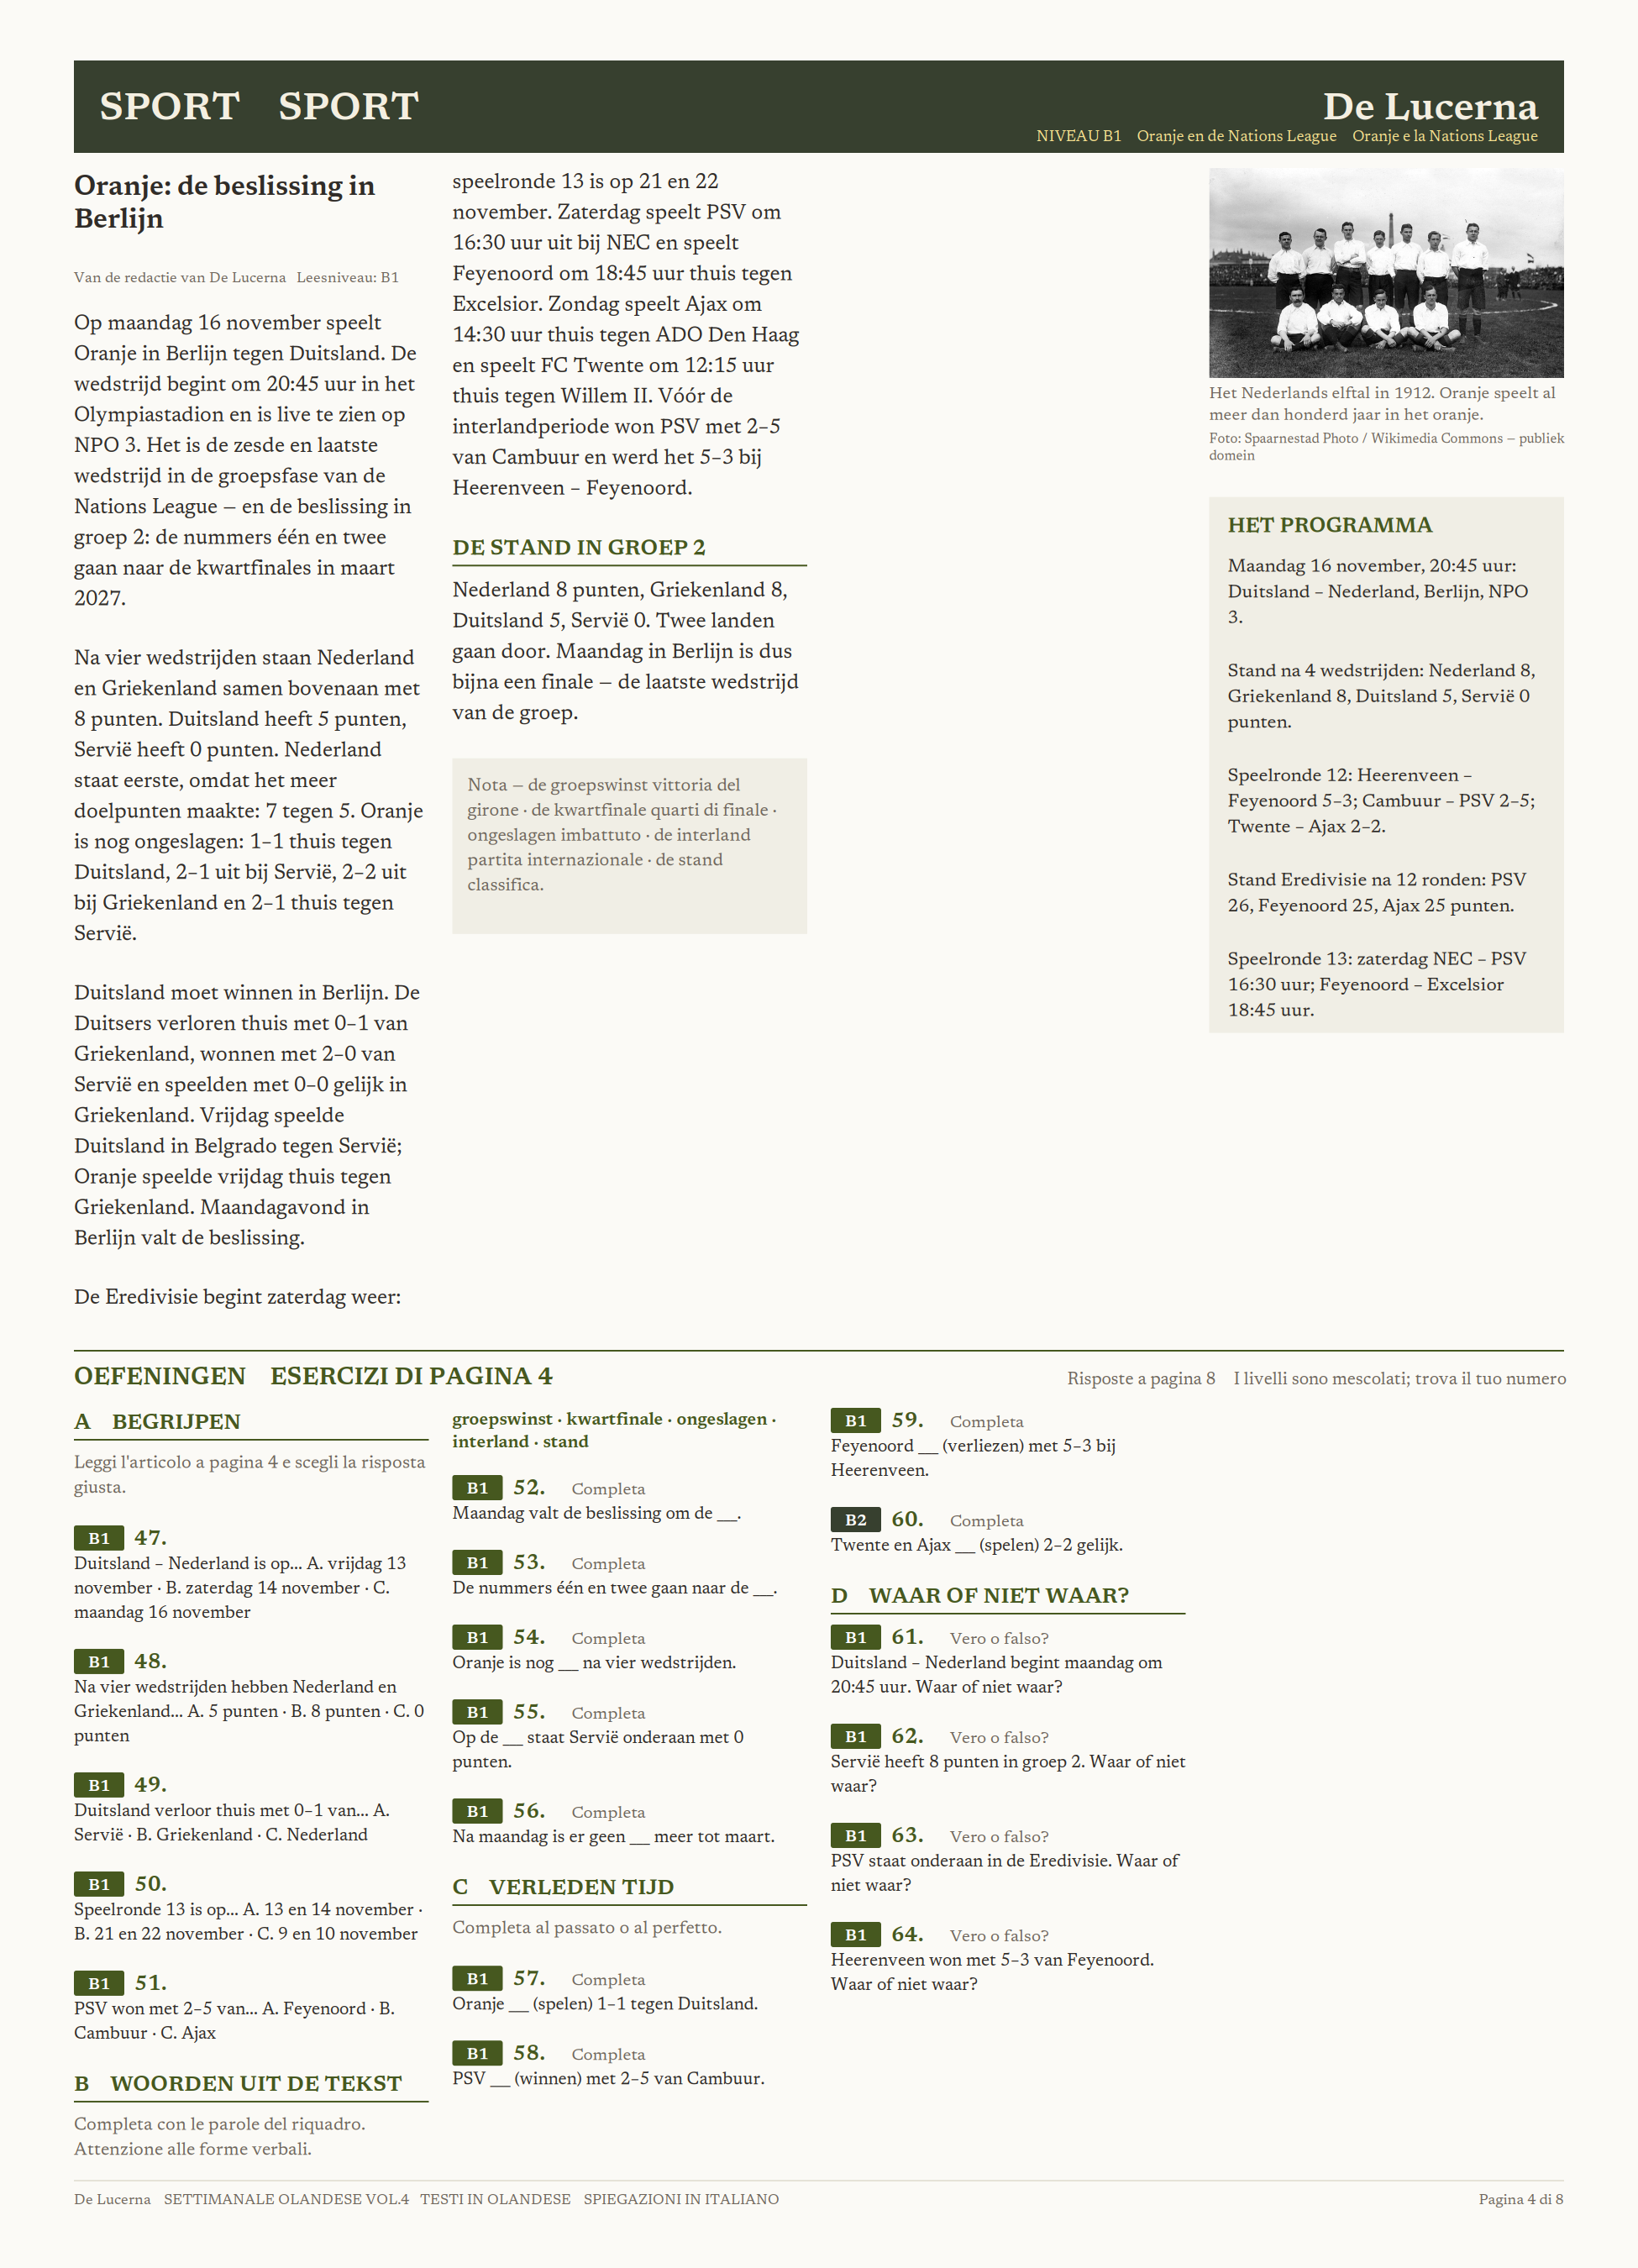 SPORT SPORT
De Lucerna
NIVEAU B1 Oranje en de Nations League Oranje e la Nations League
Oranje: de beslissing in
Berlijn
Van de redactie van De Lucerna Leesniveau: B1
Op maandag 16 november speelt
Oranje in Berlijn tegen Duitsland. De
wedstrijd begint om 20:45 uur in het
Olympiastadion en is live te zien op
NPO 3. Het is de zesde en laatste
wedstrijd in de groepsfase van de
Nations League — en de beslissing in
groep 2: de nummers één en twee
gaan naar de kwartfinales in maart
2027.
Na vier wedstrijden staan Nederland
en Griekenland samen bovenaan met
8 punten. Duitsland heeft 5 punten,
Servië heeft 0 punten. Nederland
staat eerste, omdat het meer
doelpunten maakte: 7 tegen 5. Oranje
is nog ongeslagen: 1–1 thuis tegen
Duitsland, 2–1 uit bij Servië, 2–2 uit
bij Griekenland en 2–1 thuis tegen
Servië.
Duitsland moet winnen in Berlijn. De
Duitsers verloren thuis met 0–1 van
Griekenland, wonnen met 2–0 van
Servië en speelden met 0–0 gelijk in
Griekenland. Vrijdag speelde
Duitsland in Belgrado tegen Servië;
Oranje speelde vrijdag thuis tegen
Griekenland. Maandagavond in
Berlijn valt de beslissing.
De Eredivisie begint zaterdag weer:
speelronde 13 is op 21 en 22
november. Zaterdag speelt PSV om
16:30 uur uit bij NEC en speelt
Feyenoord om 18:45 uur thuis tegen
Excelsior. Zondag speelt Ajax om
14:30 uur thuis tegen ADO Den Haag
en speelt FC Twente om 12:15 uur
thuis tegen Willem II. Vóór de
interlandperiode won PSV met 2–5
van Cambuur en werd het 5–3 bij
Heerenveen – Feyenoord.
DE STAND IN GROEP 2
Nederland 8 punten, Griekenland 8,
Duitsland 5, Servië 0. Twee landen
gaan door. Maandag in Berlijn is dus
bijna een finale — de laatste wedstrijd
van de groep.
Nota — de groepswinst vittoria del
girone · de kwartfinale quarti di finale ·
ongeslagen imbattuto · de interland
partita internazionale · de stand
classifica.
Het Nederlands elftal in 1912. Oranje speelt al
meer dan honderd jaar in het oranje.
Foto: Spaarnestad Photo / Wikimedia Commons — publiek
domein
HET PROGRAMMA
Maandag 16 november, 20:45 uur:
Duitsland – Nederland, Berlijn, NPO
3.
Stand na 4 wedstrijden: Nederland 8,
Griekenland 8, Duitsland 5, Servië 0
punten.
Speelronde 12: Heerenveen –
Feyenoord 5–3; Cambuur – PSV 2–5;
Twente – Ajax 2–2.
Stand Eredivisie na 12 ronden: PSV
26, Feyenoord 25, Ajax 25 punten.
Speelronde 13: zaterdag NEC – PSV
16:30 uur; Feyenoord – Excelsior
18:45 uur.
OEFENINGEN ESERCIZI DI PAGINA 4
Risposte a pagina 8 I livelli sono mescolati; trova il tuo numero
A BEGRIJPEN
Leggi l'articolo a pagina 4 e scegli la risposta
giusta.
B1 47.
Duitsland – Nederland is op… A. vrijdag 13
november · B. zaterdag 14 november · C.
maandag 16 november
B1 48.
Na vier wedstrijden hebben Nederland en
Griekenland… A. 5 punten · B. 8 punten · C. 0
punten
B1 49.
Duitsland verloor thuis met 0–1 van… A.
Servië · B. Griekenland · C. Nederland
B1 50.
Speelronde 13 is op… A. 13 en 14 november ·
B. 21 en 22 november · C. 9 en 10 november
B1 51.
PSV won met 2–5 van… A. Feyenoord · B.
Cambuur · C. Ajax
B WOORDEN UIT DE TEKST
Completa con le parole del riquadro.
Attenzione alle forme verbali.
groepswinst · kwartfinale · ongeslagen ·
interland · stand
B1 52. Completa
Maandag valt de beslissing om de ___.
B1 53. Completa
De nummers één en twee gaan naar de ___.
B1 54. Completa
Oranje is nog ___ na vier wedstrijden.
B1 55. Completa
Op de ___ staat Servië onderaan met 0
punten.
B1 56. Completa
Na maandag is er geen ___ meer tot maart.
C VERLEDEN TIJD
Completa al passato o al perfetto.
B1 57. Completa
Oranje ___ (spelen) 1–1 tegen Duitsland.
B1 58. Completa
PSV ___ (winnen) met 2–5 van Cambuur.
B1 59. Completa
Feyenoord ___ (verliezen) met 5–3 bij
Heerenveen.
B2 60. Completa
Twente en Ajax ___ (spelen) 2–2 gelijk.
D WAAR OF NIET WAAR?
B1 61. Vero o falso?
Duitsland – Nederland begint maandag om
20:45 uur. Waar of niet waar?
B1 62. Vero o falso?
Servië heeft 8 punten in groep 2. Waar of niet
waar?
B1 63. Vero o falso?
PSV staat onderaan in de Eredivisie. Waar of
niet waar?
B1 64. Vero o falso?
Heerenveen won met 5–3 van Feyenoord.
Waar of niet waar?
De Lucerna SETTIMANALE OLANDESE VOL.4 TESTI IN OLANDESE SPIEGAZIONI IN ITALIANO
Pagina 4 di 8